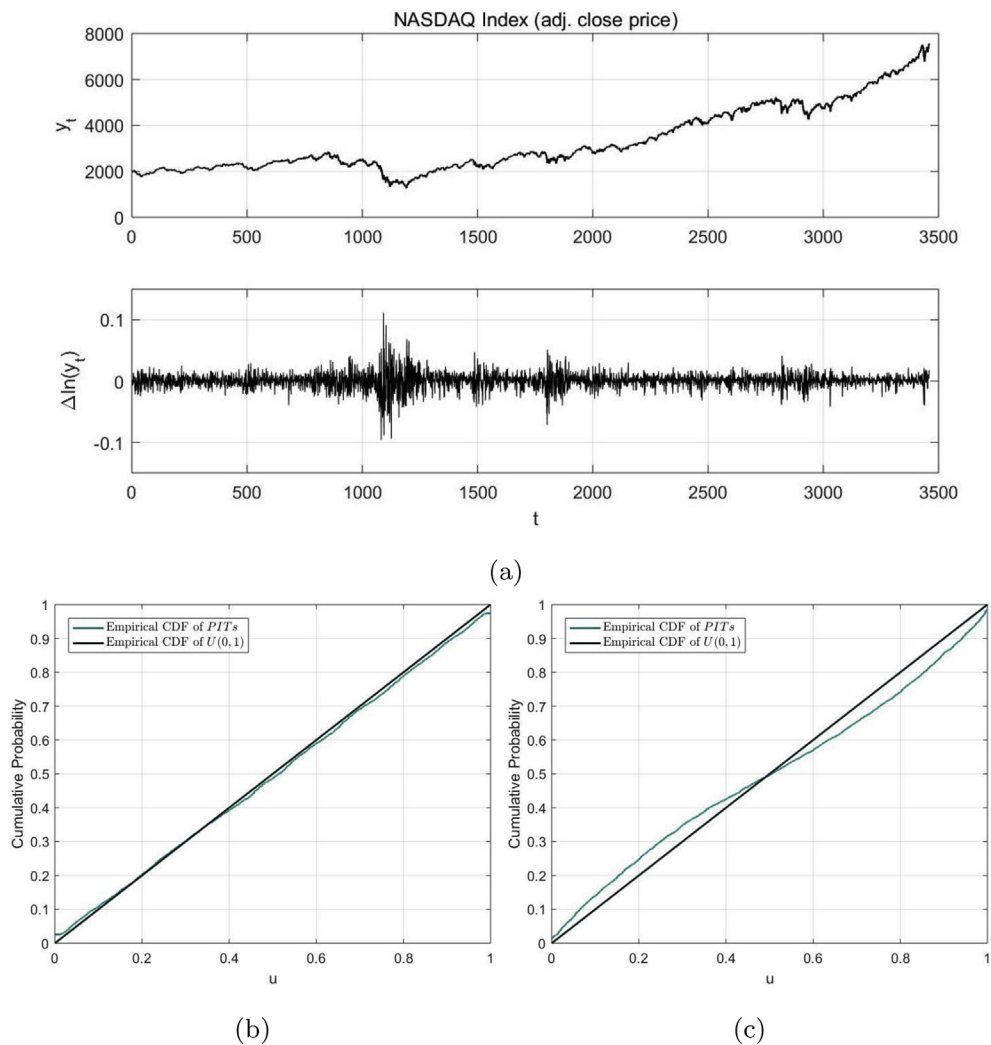 NASDAQ Index (adj. close price)
8000
6000
4000
2000
0
y_t
0 500 1000 1500 2000 2500 3000 3500
0.1
0
-0.1
Δln(y_t)
0 500 1000 1500 2000 2500 3000 3500
t
(a)
1
0.9
0.8
0.7
0.6
0.5
0.4
0.3
0.2
0.1
0
Cumulative Probability
Empirical CDF of PITs
Empirical CDF of U(0, 1)
0 0.2 0.4 0.6 0.8 1
u
(b)
1
0.9
0.8
0.7
0.6
0.5
0.4
0.3
0.2
0.1
0
Cumulative Probability
Empirical CDF of PITs
Empirical CDF of U(0, 1)
0 0.2 0.4 0.6 0.8 1
u
(c)